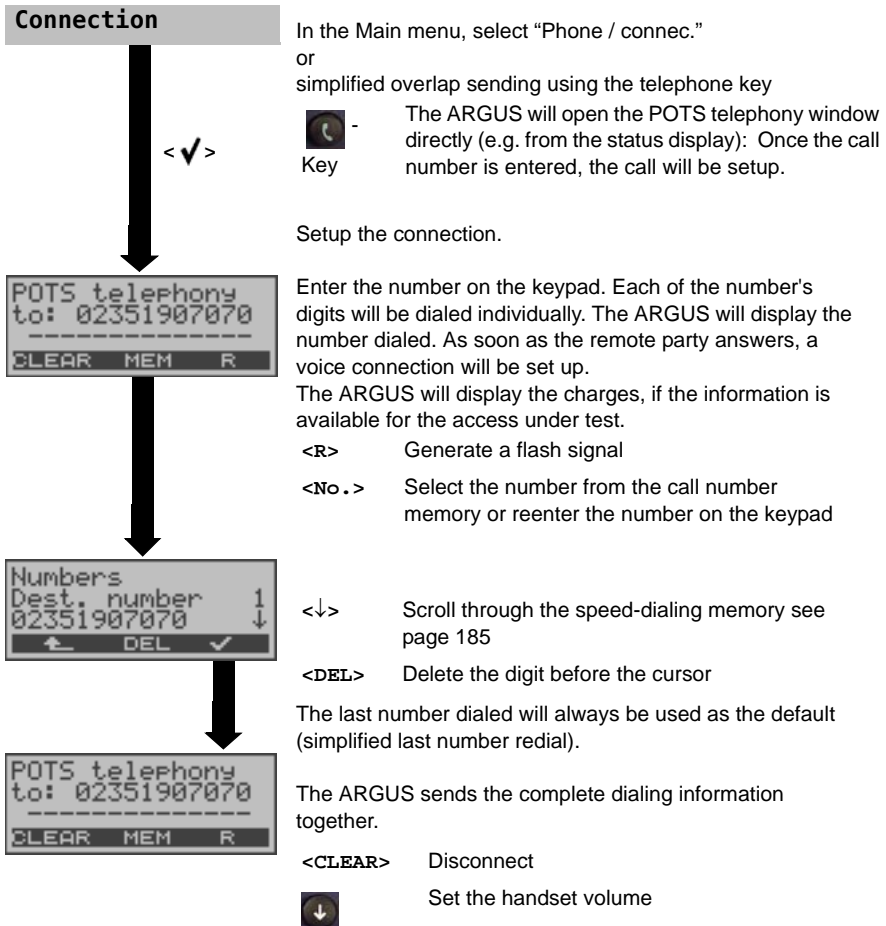 Connection
In the Main menu, select “Phone / connec.”
or
simplified overlap sending using the telephone key
- The ARGUS will open the POTS telephony window
directly (e.g. from the status display): Once the call
Key number is entered, the call will be setup.
<✓>
Setup the connection.
POTS telephony
to: 02351907070
---------------
CLEAR MEM R
Enter the number on the keypad. Each of the number's
digits will be dialed individually. The ARGUS will display the
number dialed. As soon as the remote party answers, a
voice connection will be set up.
The ARGUS will display the charges, if the information is
available for the access under test.
<R> Generate a flash signal
<No.> Select the number from the call number
memory or reenter the number on the keypad
Numbers
Dest. number 1
02351907070 ↓
DEL ✓
<↓> Scroll through the speed-dialing memory see
page 185
<DEL> Delete the digit before the cursor
The last number dialed will always be used as the default
(simplified last number redial).
POTS telephony
to: 02351907070
---------------
CLEAR MEM R
The ARGUS sends the complete dialing information
together.
<CLEAR> Disconnect
Set the handset volume